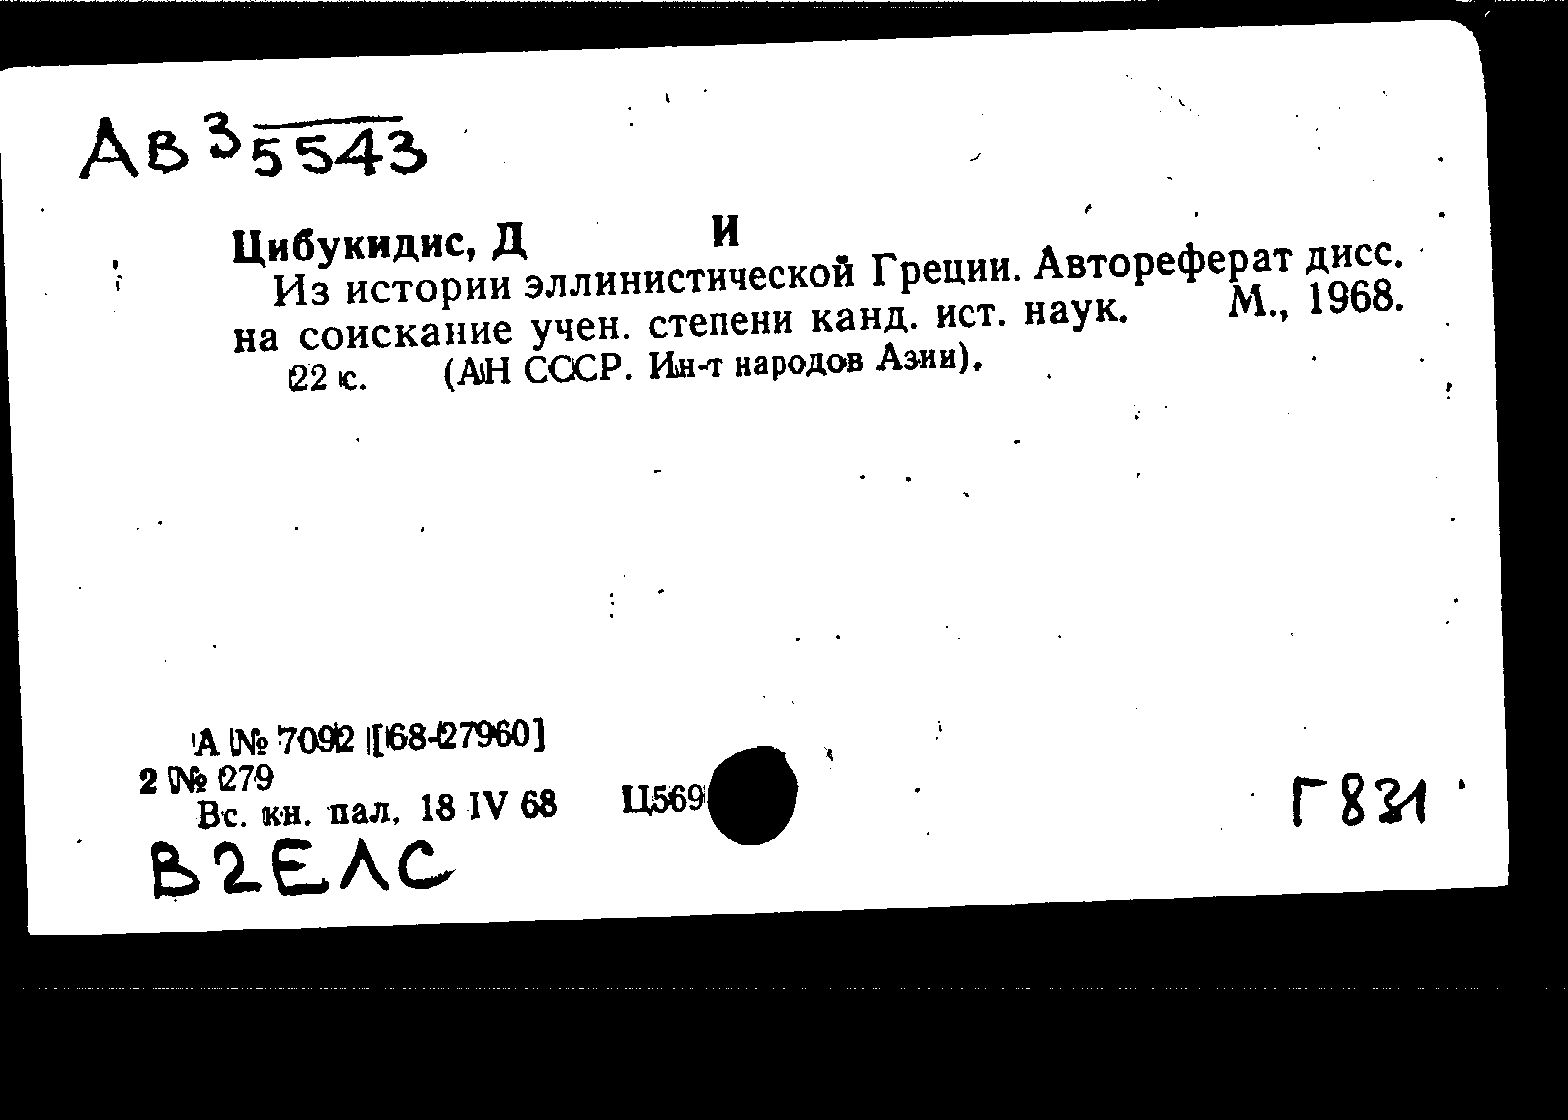 АВ 3 5543
Цибукидис, Д И
Из истории эллинистической Греции. Автореферат дисс.
на соискание учен. степени канд. ист. наук. М., 1968.
22 с. (АН СССР. Ин-т народов Азии).
А № 7092 [68-27960]
2 № 279
Вс. кн. пал. 18 IV 68 Ц569
Г831
В2ЕЛС